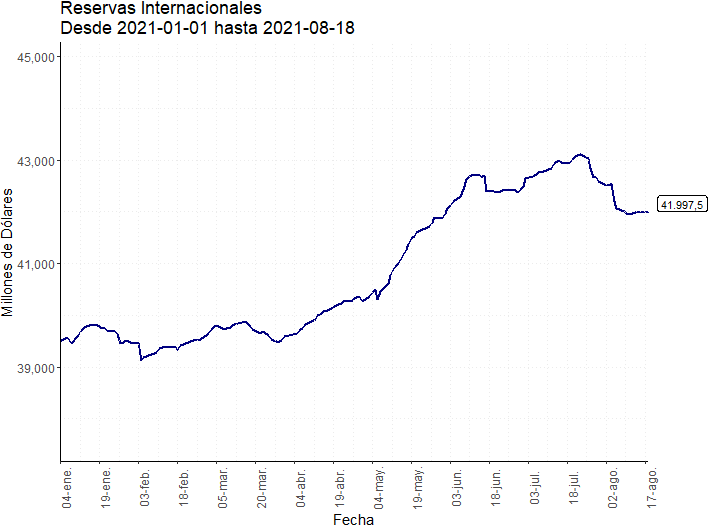 Reservas Internacionales
Desde 2021-01-01 hasta 2021-08-18
Millones de Dólares
45,000
43,000
41,000
39,000
41.997,5
04-ene.
19-ene.
03-feb.
18-feb.
05-mar.
20-mar.
04-abr.
19-abr.
04-may.
19-may.
03-jun.
18-jun.
03-jul.
18-jul.
02-ago.
17-ago.
Fecha